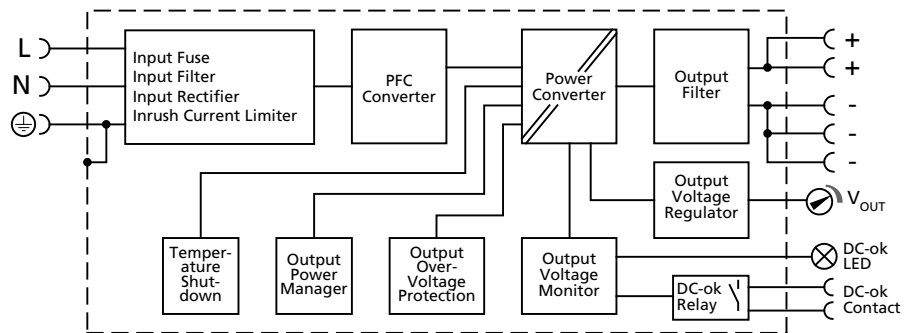 L
N
Input Fuse
Input Filter
Input Rectifier
Inrush Current Limiter
PFC
Converter
Power
Converter
Output
Filter
+
+
-
-
-
Output
Voltage
Regulator
VOUT
Temper-
ature
Shut-
down
Output
Power
Manager
Output
Over-
Voltage
Protection
Output
Voltage
Monitor
DC-ok
LED
DC-ok
Relay
DC-ok
Contact